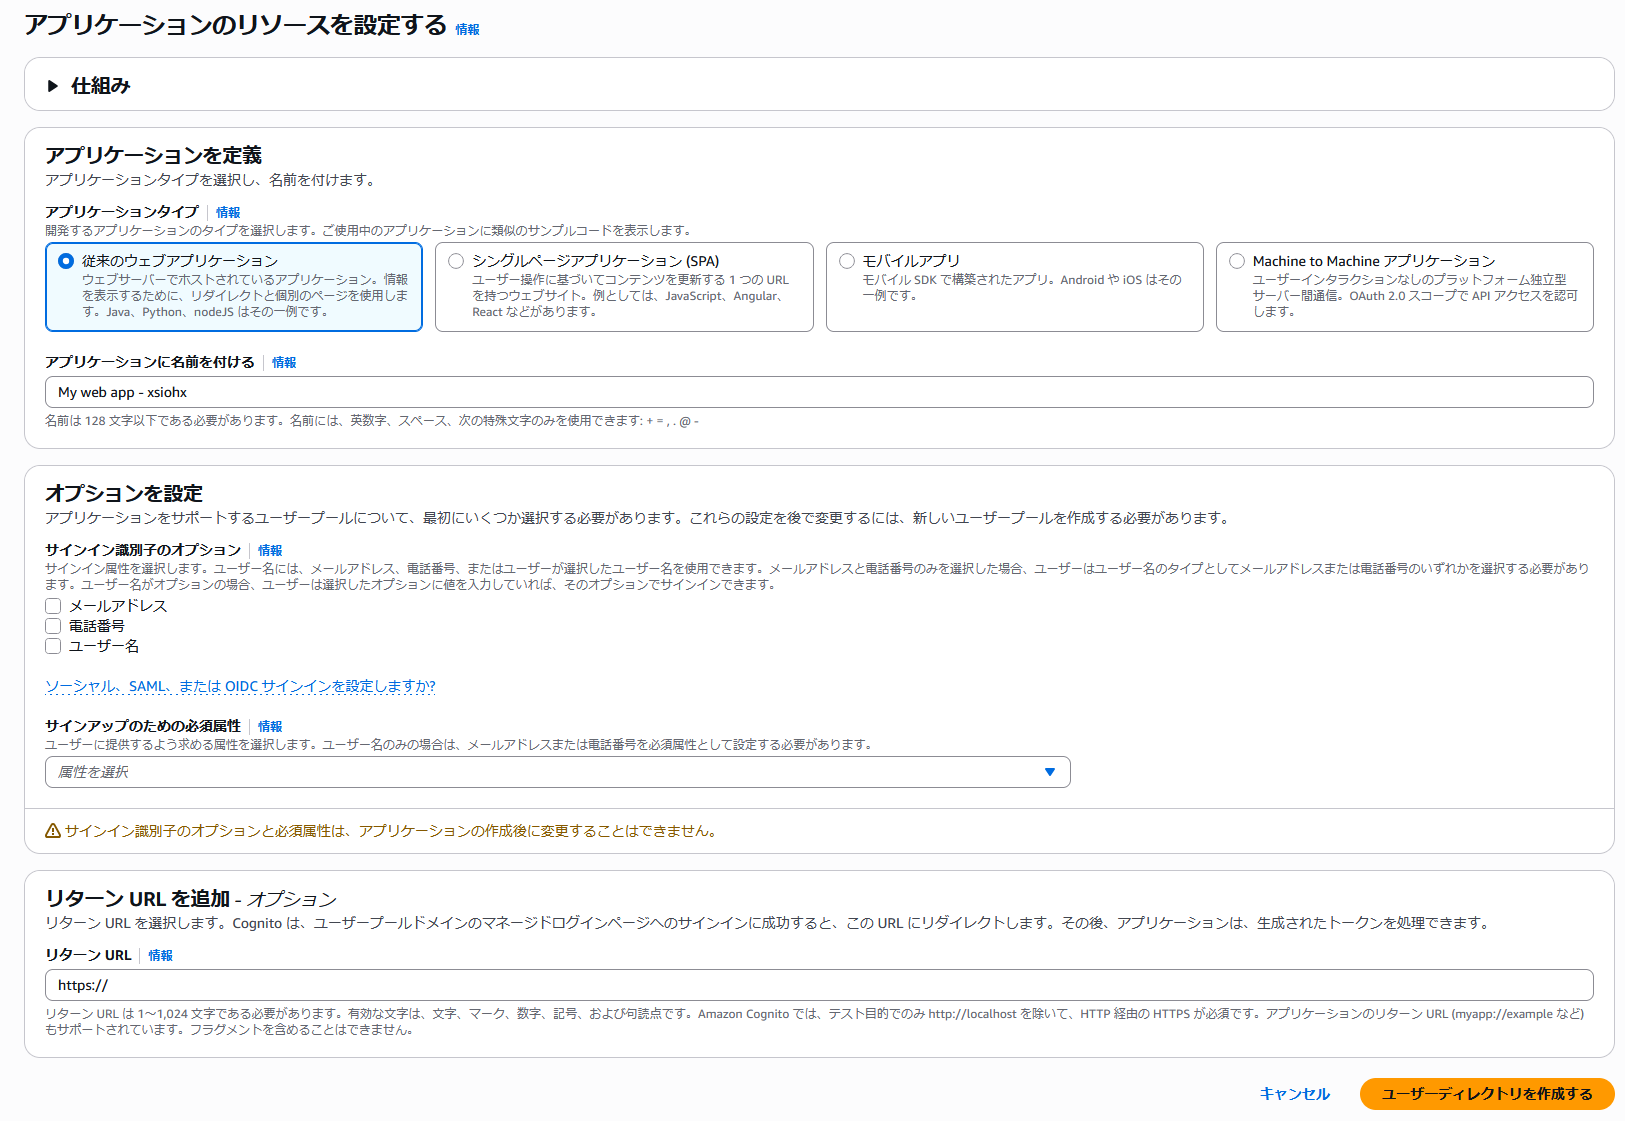 アプリケーションのリソースを設定する 情報
仕組み
アプリケーションを定義
アプリケーションタイプを選択し、名前を付けます。
アプリケーションタイプ 情報
開発するアプリケーションのタイプを選択します。ご使用中のアプリケーションに類似のサンプルコードを表示します。
従来のウェブアプリケーション
ウェブサーバーでホストされているアプリケーション。情報
を表示するために、リダイレクトと個別のページを使用しま
す。Java、Python、nodeJS はその一例です。
シングルページアプリケーション (SPA)
ユーザー操作に基づいてコンテンツを更新する 1 つの URL
を持つウェブサイト。例としては、JavaScript、Angular、
React などがあります。
モバイルアプリ
モバイル SDK で構築されたアプリ。Android や iOS はその
一例です。
Machine to Machine アプリケーション
ユーザーインタラクションなしのプラットフォーム独立型
サーバー間通信。OAuth 2.0 スコープで API アクセスを認可
します。
アプリケーションに名前を付ける 情報
My web app - xsiohx
名前は 128 文字以下である必要があります。名前には、英数字、スペース、次の特殊文字のみを使用できます: + = , . @ -
オプションを設定
アプリケーションをサポートするユーザープールについて、最初にいくつか選択する必要があります。これらの設定を後で変更するには、新しいユーザープールを作成する必要があります。
サインイン識別子のオプション 情報
サインイン属性を選択します。ユーザー名には、メールアドレス、電話番号、またはユーザーが選択したユーザー名を使用できます。メールアドレスと電話番号のみを選択した場合、ユーザーはユーザー名のタイプとしてメールアドレスまたは電話番号のいずれかを選択する必要があり
ます。ユーザー名がオプションの場合、ユーザーは選択したオプションに値を入力していれば、そのオプションでサインインできます。
メールアドレス
電話番号
ユーザー名
ソーシャル、SAML、または OIDC サインインを設定しますか?
サインアップのための必須属性 情報
ユーザーに提供するよう求める属性を選択します。ユーザー名のみの場合は、メールアドレスまたは電話番号を必須属性として設定する必要があります。
属性を選択
サインイン識別子のオプションと必須属性は、アプリケーションの作成後に変更することはできません。
リターン URL を追加 - オプション
リターン URL を選択します。Cognito は、ユーザープールドメインのマネージドログインページへのサインインに成功すると、この URL にリダイレクトします。その後、アプリケーションは、生成されたトークンを処理できます。
リターン URL 情報
https://
リターン URL は 1～1,024 文字である必要があります。有効な文字は、文字、マーク、数字、記号、および句読点です。Amazon Cognito では、テスト目的でのみ http://localhost を除いて、HTTP 経由の HTTPS が必須です。アプリケーションのリターン URL (myapp://example など)
もサポートされています。フラグメントを含めることはできません。
キャンセル
ユーザーディレクトリを作成する